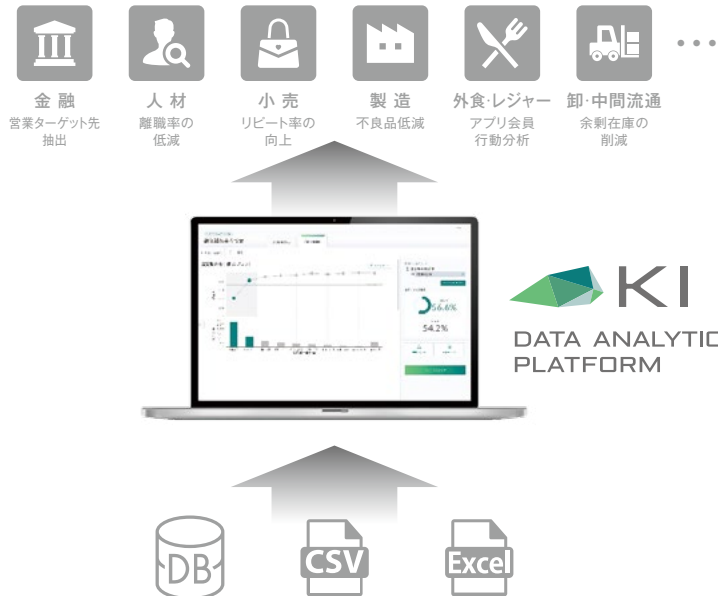 金融
人材
小売
製造
外食・レジャー
卸・中間流通
営業ターゲット先
抽出
離職率の
低減
リピート率の
向上
不良品低減
アプリ会員
行動分析
余剰在庫の
削減
56.6%
54.2%
KI
DATA ANALYTIC
PLATFORM
DB
CSV
Excel